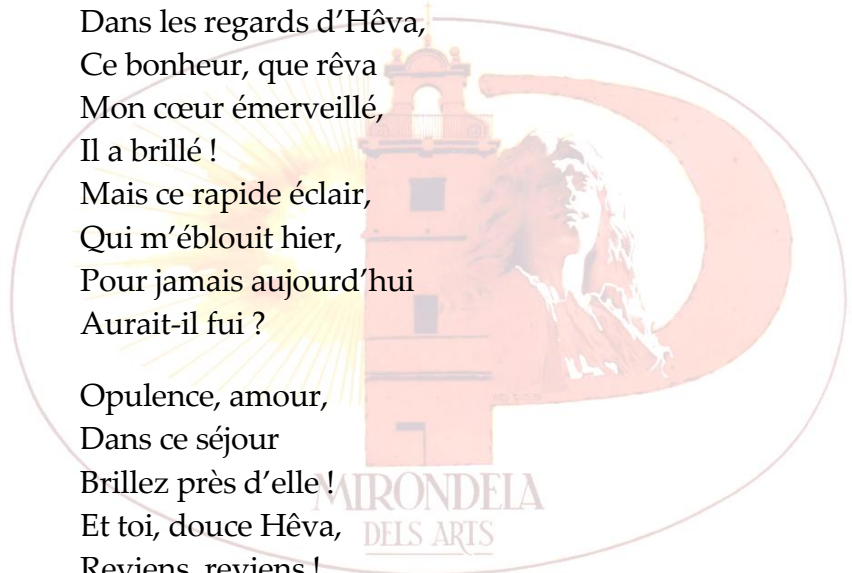 Dans les regards d’Hêva,
Ce bonheur, que rêva
Mon cœur émerveillé,
Il a brillé !
Mais ce rapide éclair,
Qui m’éblouit hier,
Pour jamais aujourd’hui
Aurait-il fui ?
Opulence, amour,
Dans ce séjour
Brillez près d’elle !
MIRONDELA
Et toi, douce Hêva,
DELS ARTS
Reviens, reviens !